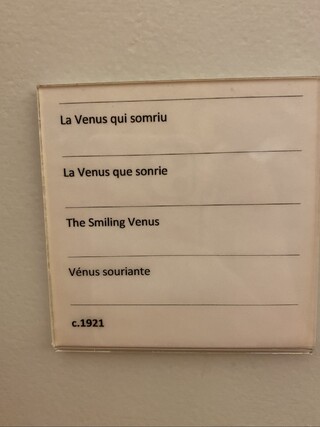 La Venus qui somriu
La Venus que sonrie
The Smiling Venus
Vénus souriante
c.1921